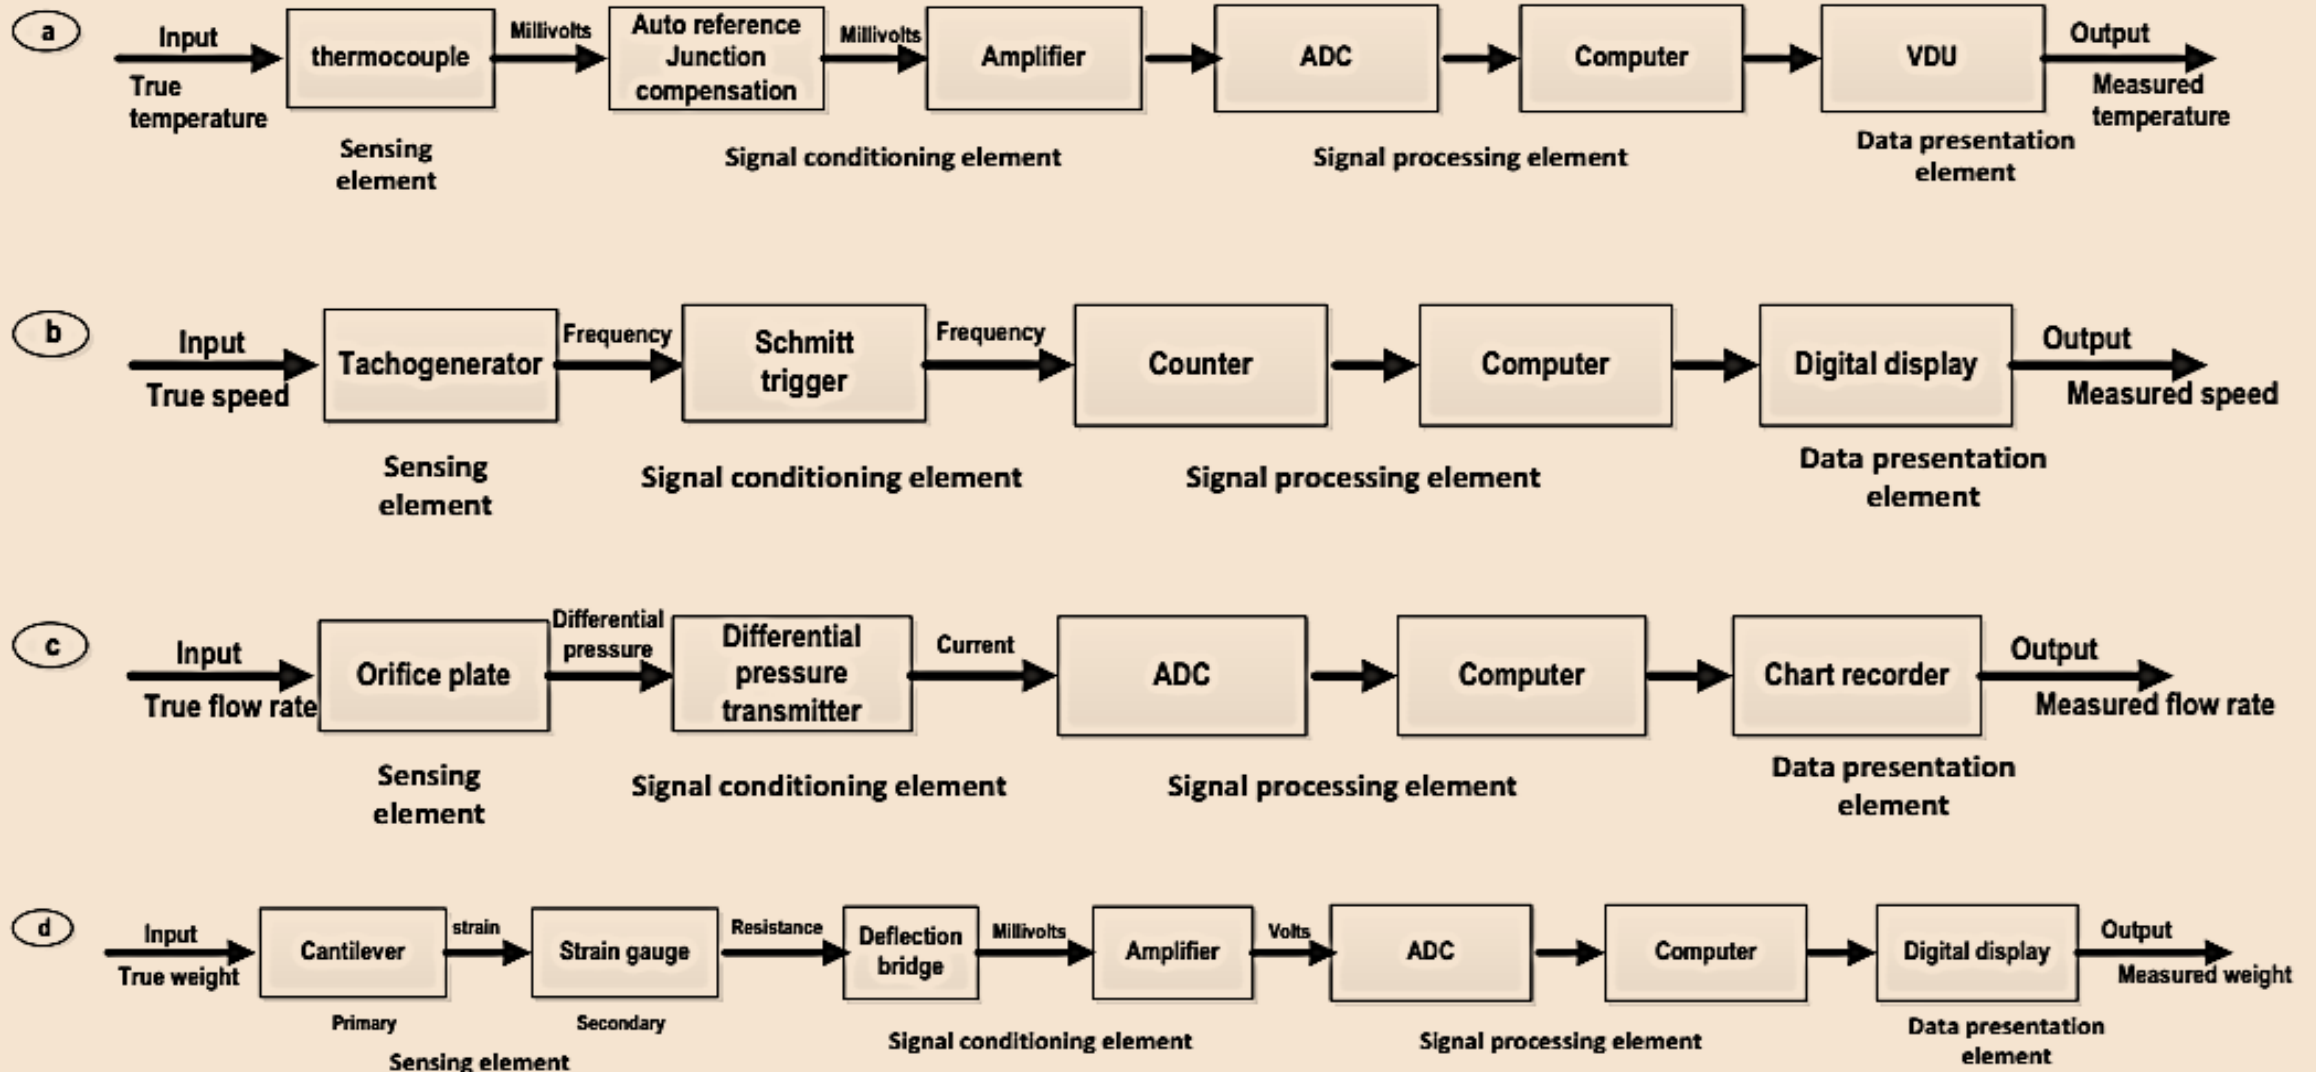 a
Input
True
temperature
thermocouple
Millivolts
Auto reference
Junction
compensation
Millivolts
Amplifier
ADC
Computer
VDU
Output
Measured
temperature
Sensing
element
Signal conditioning element
Signal processing element
Data presentation
element
b
Input
True speed
Tachogenerator
Frequency
Schmitt
trigger
Frequency
Counter
Computer
Digital display
Output
Measured speed
Sensing
element
Signal conditioning element
Signal processing element
Data presentation
element
c
Input
True flow rate
Orifice plate
Differential
pressure
Differential
pressure
transmitter
Current
ADC
Computer
Chart recorder
Output
Measured flow rate
Sensing
element
Signal conditioning element
Signal processing element
Data presentation
element
d
Input
True weight
Cantilever
strain
Strain gauge
Resistance
Deflection
bridge
Millivolts
Amplifier
Volts
ADC
Computer
Digital display
Output
Measured weight
Primary
Secondary
Sensing element
Signal conditioning element
Signal processing element
Data presentation
element